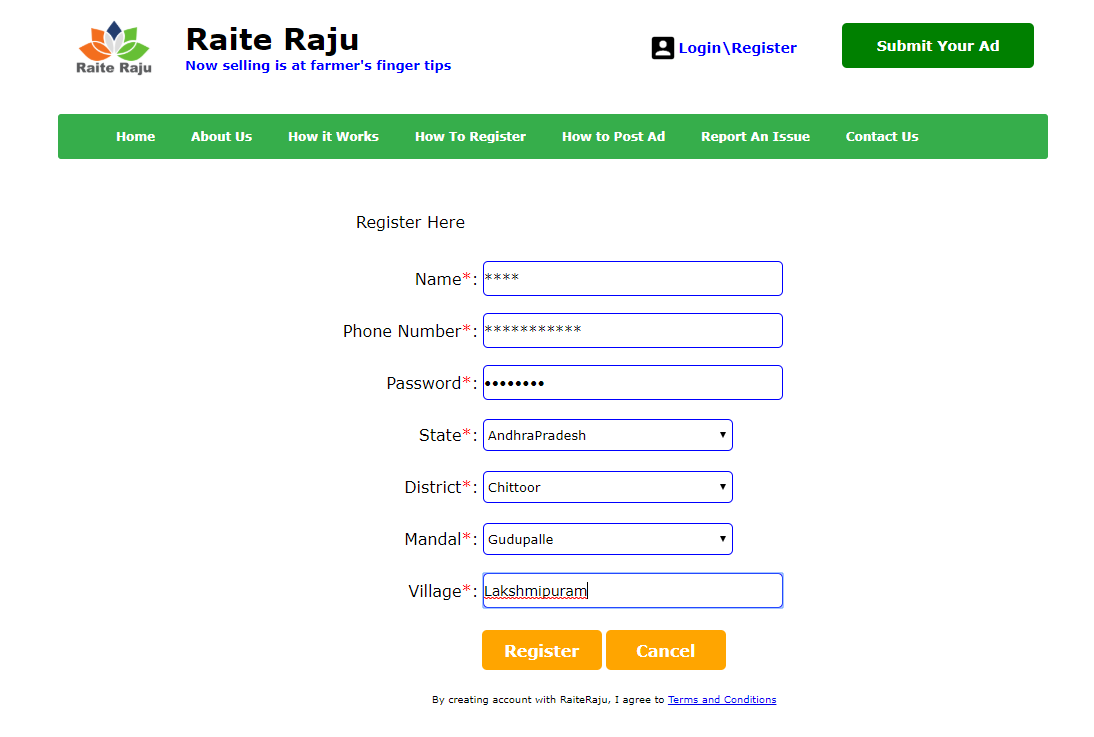 Raite Raju
Raite Raju
Now selling is at farmer's finger tips
Login\Register
Submit Your Ad
Home About Us How it Works How To Register How to Post Ad Report An Issue Contact Us
Register Here
Name*: ****
Phone Number*: ***********
Password*: ••••••••
State*: AndhraPradesh
District*: Chittoor
Mandal*: Gudupalle
Village*: Lakshmipuram
Register Cancel
By creating account with RaiteRaju, I agree to Terms and Conditions